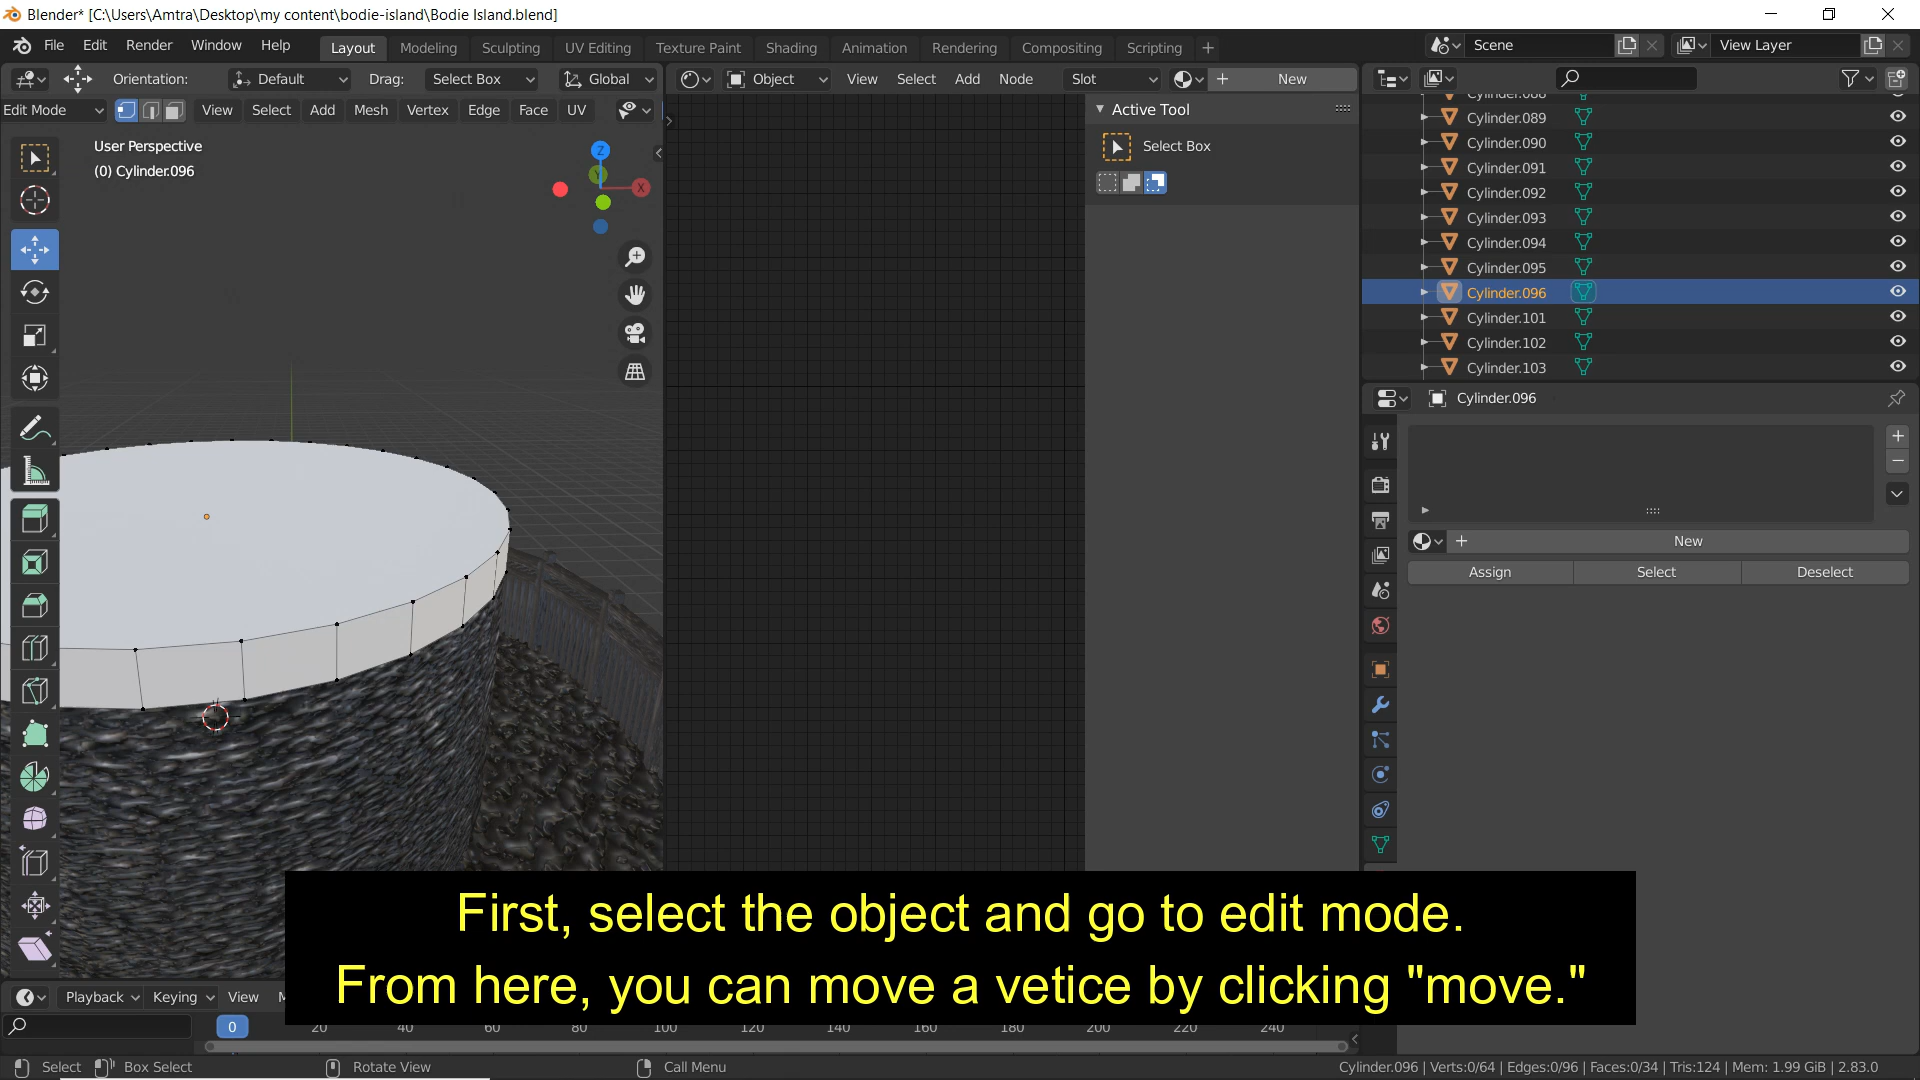 Blender* [C:\Users\Amtra\Desktop\my content\bodie-island\Bodie Island.blend]
File Edit Render Window Help Layout Modeling Sculpting UV Editing Texture Paint Shading Animation Rendering Compositing Scripting + Scene View Layer
Orientation: Default Drag: Select Box Global Object View Select Add Node Slot New
Edit Mode View Select Add Mesh Vertex Edge Face UV
User Perspective
(0) Cylinder.096
Z
Y
X
Active Tool
Select Box
Cylinder.088
Cylinder.089
Cylinder.090
Cylinder.091
Cylinder.092
Cylinder.093
Cylinder.094
Cylinder.095
Cylinder.096
Cylinder.101
Cylinder.102
Cylinder.103
Cylinder.096
New
Assign Select Deselect
First, select the object and go to edit mode.
From here, you can move a vetice by clicking "move."
Playback Keying View
0 20 40 60 80 100 120 140 160 180 200 220 240
Select Box Select Rotate View Call Menu Cylinder.096 | Verts:0/64 | Edges:0/96 | Faces:0/34 | Tris:124 | Mem: 1.99 GiB | 2.83.0